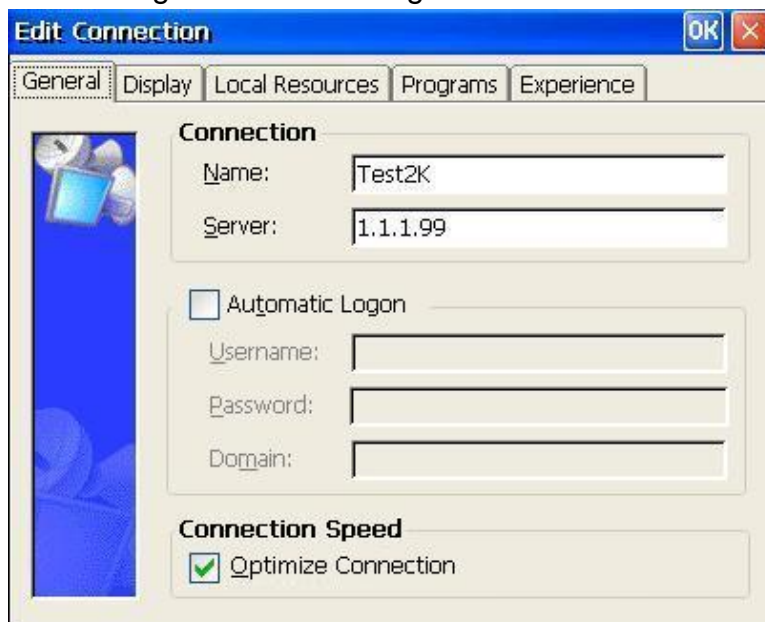 Edit Connection OK
General Display Local Resources Programs Experience
Connection
Name: Test2K
Server: 1.1.1.99
Automatic Logon
Username:
Password:
Domain:
Connection Speed
Optimize Connection